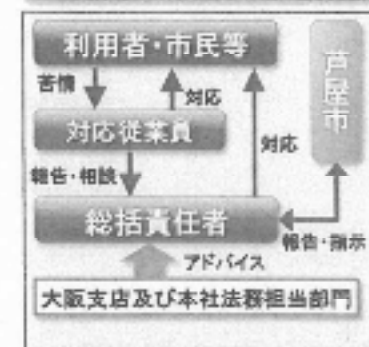 利用者・市民等
芦屋市
苦情
対応
対応従業員
対応
報告・相談
総括責任者
報告・指示
アドバイス
大阪支店及び本社法務担当部門